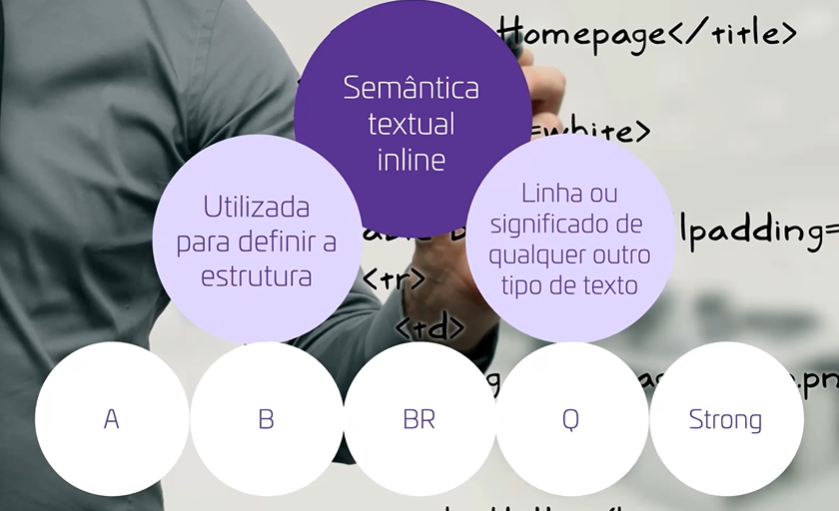 Homepage</title>
Semântica
textual
inline
=white>
Utilizada
para definir a
estrutura
Linha ou
significado de
qualquer outro
tipo de texto
lpadding=
<tr>
<td>
A
B
BR
Q
Strong
.pn